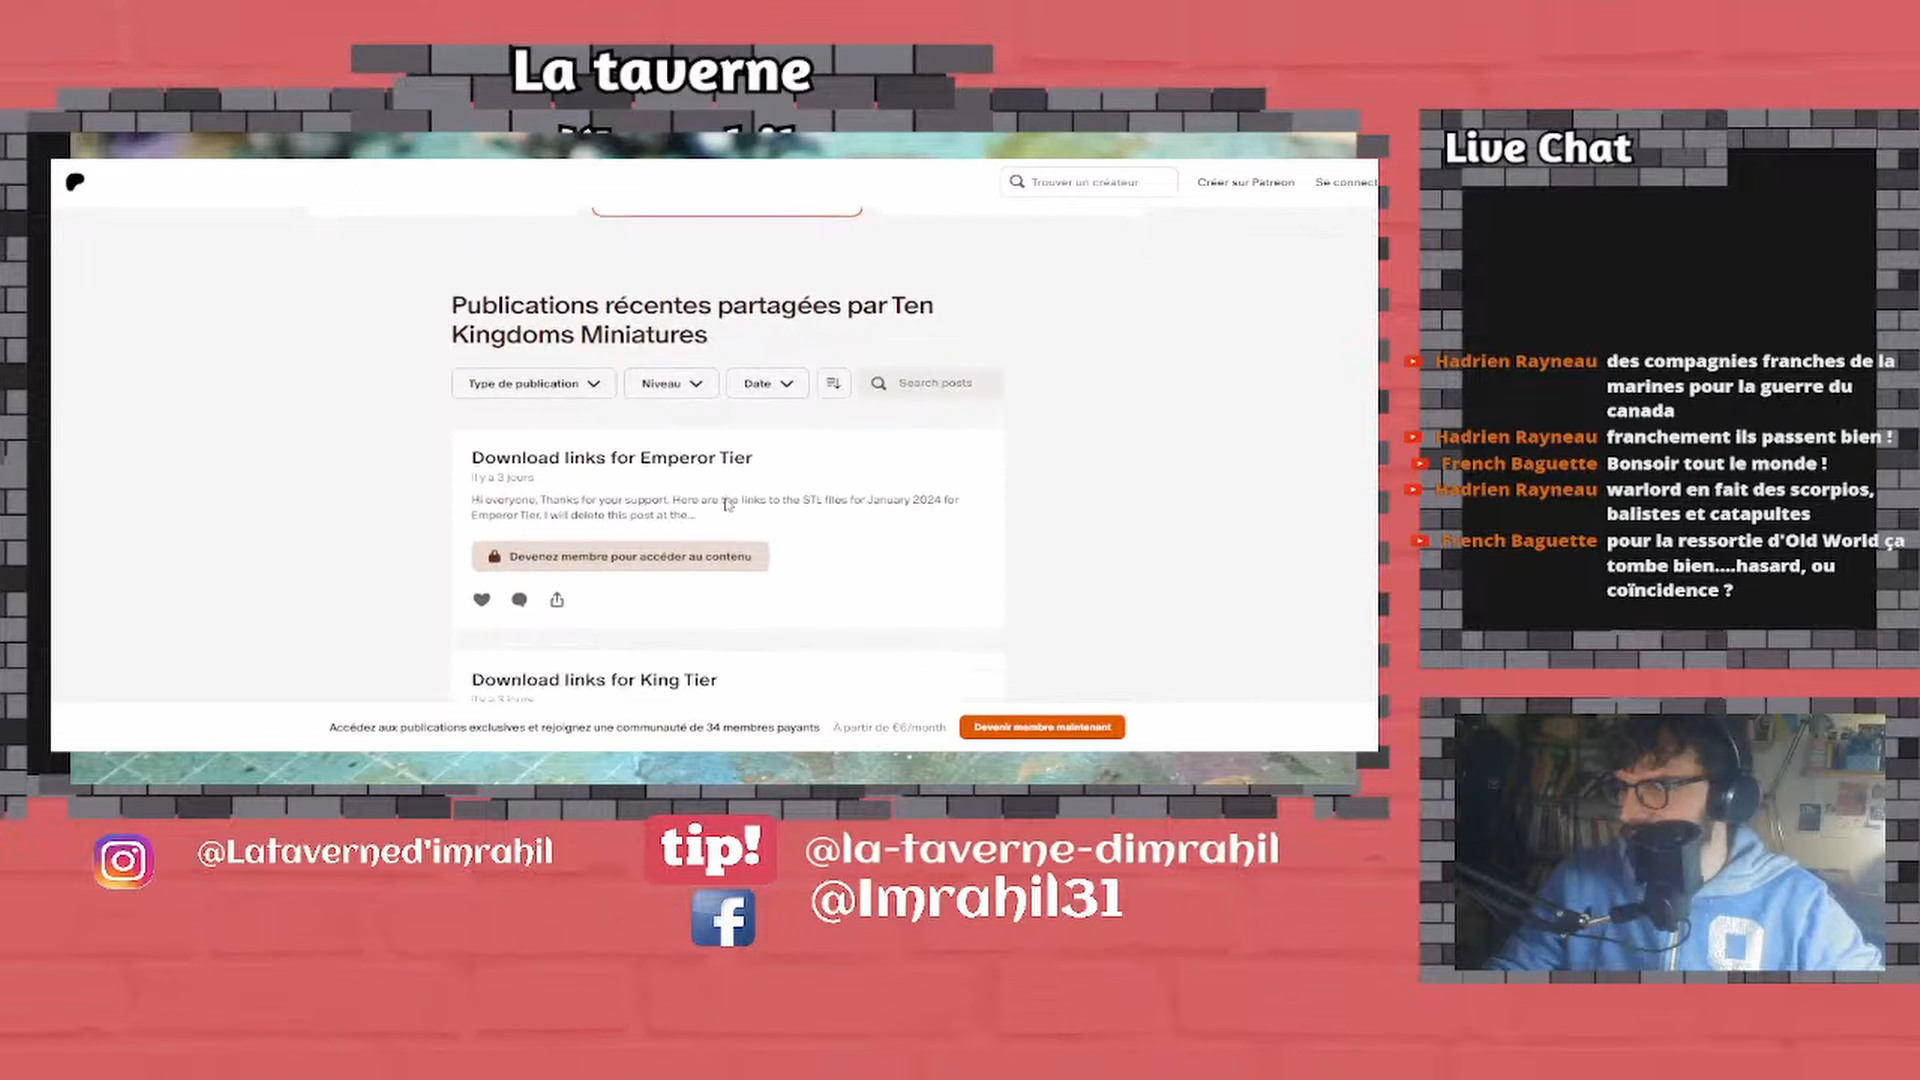 La taverne
Live Chat
Trouver un créateur
Créer sur Patreon
Se connect
Publications récentes partagées par Ten
Kingdoms Miniatures
Type de publication
Niveau
Date
Search posts
Download links for Emperor Tier
il y a 3 jours
Hi everyone, Thanks for your support. Here are the links to the STL files for January 2024 for
Emperor Tier. I will delete this post at the...
Devenez membre pour accéder au contenu
Download links for King Tier
il y a 3 jours
Accédez aux publications exclusives et rejoignez une communauté de 34 membres payants
À partir de €6/month
Devenir membre maintenant
Hadrien Rayneau des compagnies franches de la
marines pour la guerre du
canada
Hadrien Rayneau franchement ils passent bien !
French Baguette Bonsoir tout le monde !
Hadrien Rayneau warlord en fait des scorpios,
balistes et catapultes
French Baguette pour la ressortie d'Old World ça
tombe bien....hasard, ou
coïncidence ?
@Lataverned'imrahil
tip!
@la-taverne-dimrahil
@Imrahil31